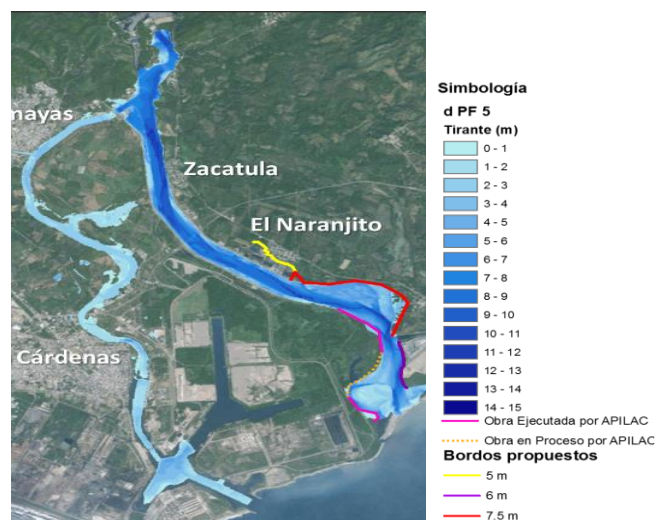 mayas
Zacatula
El Naranjito
Cárdenas
Simbología
d PF 5
Tirante (m)
0 - 1
1 - 2
2 - 3
3 - 4
4 - 5
5 - 6
6 - 7
7 - 8
8 - 9
9 - 10
10 - 11
11 - 12
12 - 13
13 - 14
14 - 15
Obra Ejecutada por APILAC
Obra en Proceso por APILAC
Bordos propuestos
5 m
6 m
7.5 m